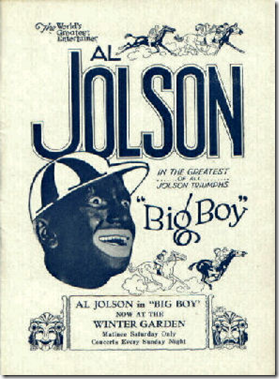 The World's
Greatest
Entertainer
AL
JOLSON
IN THE GREATEST
OF ALL
JOLSON TRIUMPHS
"Big Boy"
AL JOLSON in "BIG BOY"
NOW AT THE
WINTER GARDEN
Matinee Saturday Only
Concerts Every Sunday Night